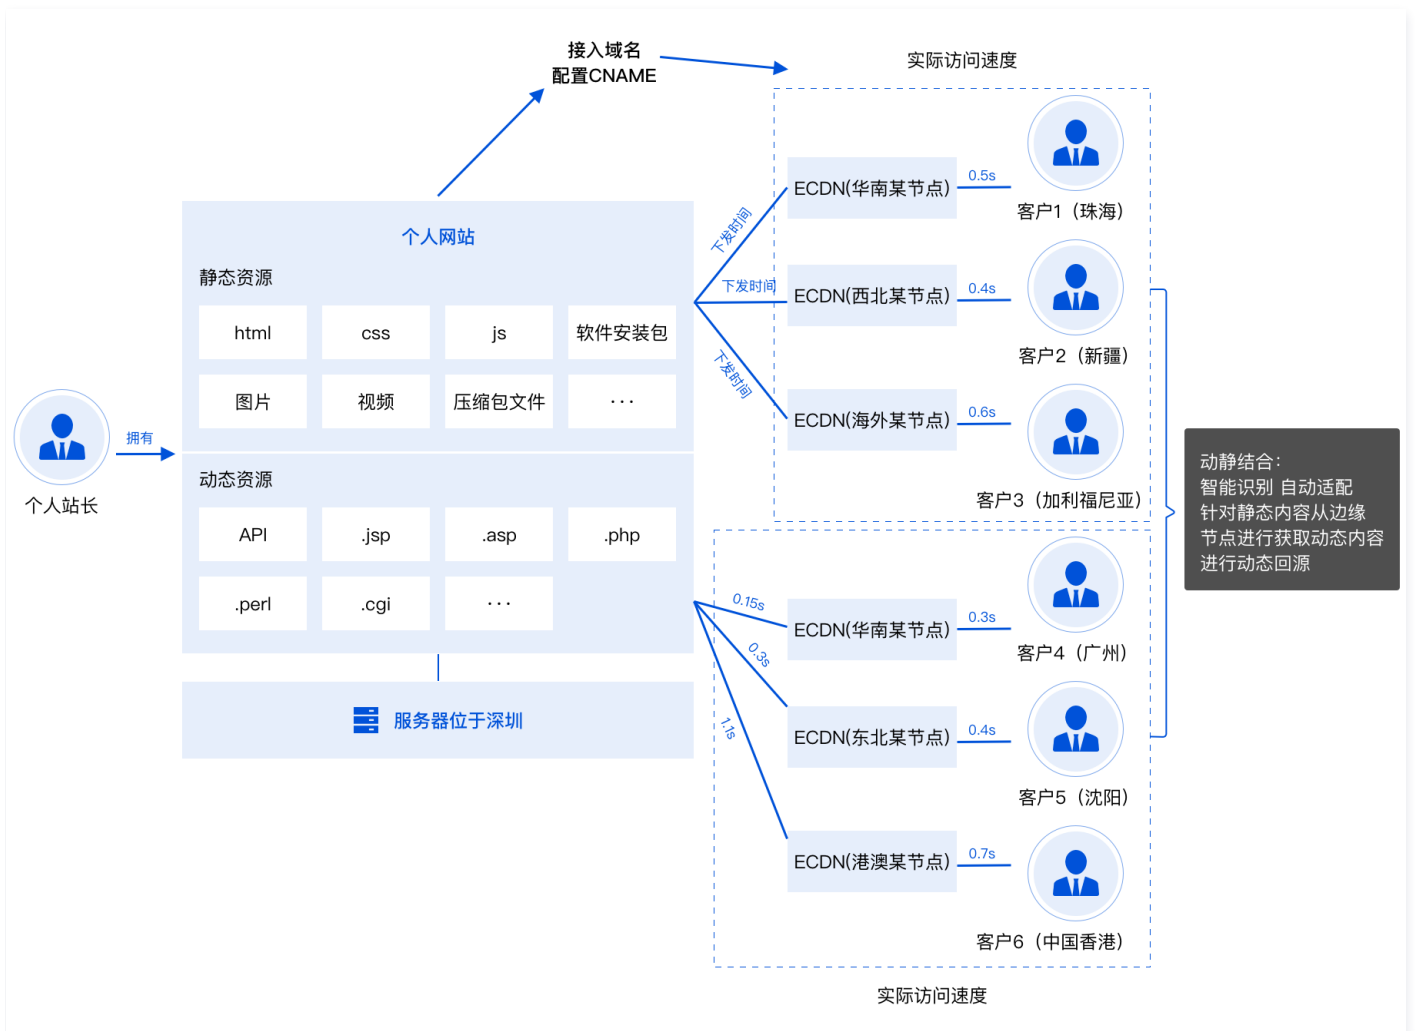 接入域名
配置CNAME
实际访问速度
个人网站
静态资源
html
css
js
软件安装包
图片
视频
压缩包文件
···
动态资源
API
.jsp
.asp
.php
.perl
.cgi
···
服务器位于深圳
拥有
个人站长
下发时间
下发时间
下发时间
ECDN(华南某节点)
0.5s
客户1（珠海）
ECDN(西北某节点)
0.4s
客户2（新疆）
ECDN(海外某节点)
0.6s
客户3（加利福尼亚）
0.15s
0.3s
1.1s
ECDN(华南某节点)
0.3s
客户4（广州）
ECDN(东北某节点)
0.4s
客户5（沈阳）
ECDN(港澳某节点)
0.7s
客户6（中国香港）
实际访问速度
动静结合：
智能识别 自动适配
针对静态内容从边缘
节点进行获取动态内容
进行动态回源